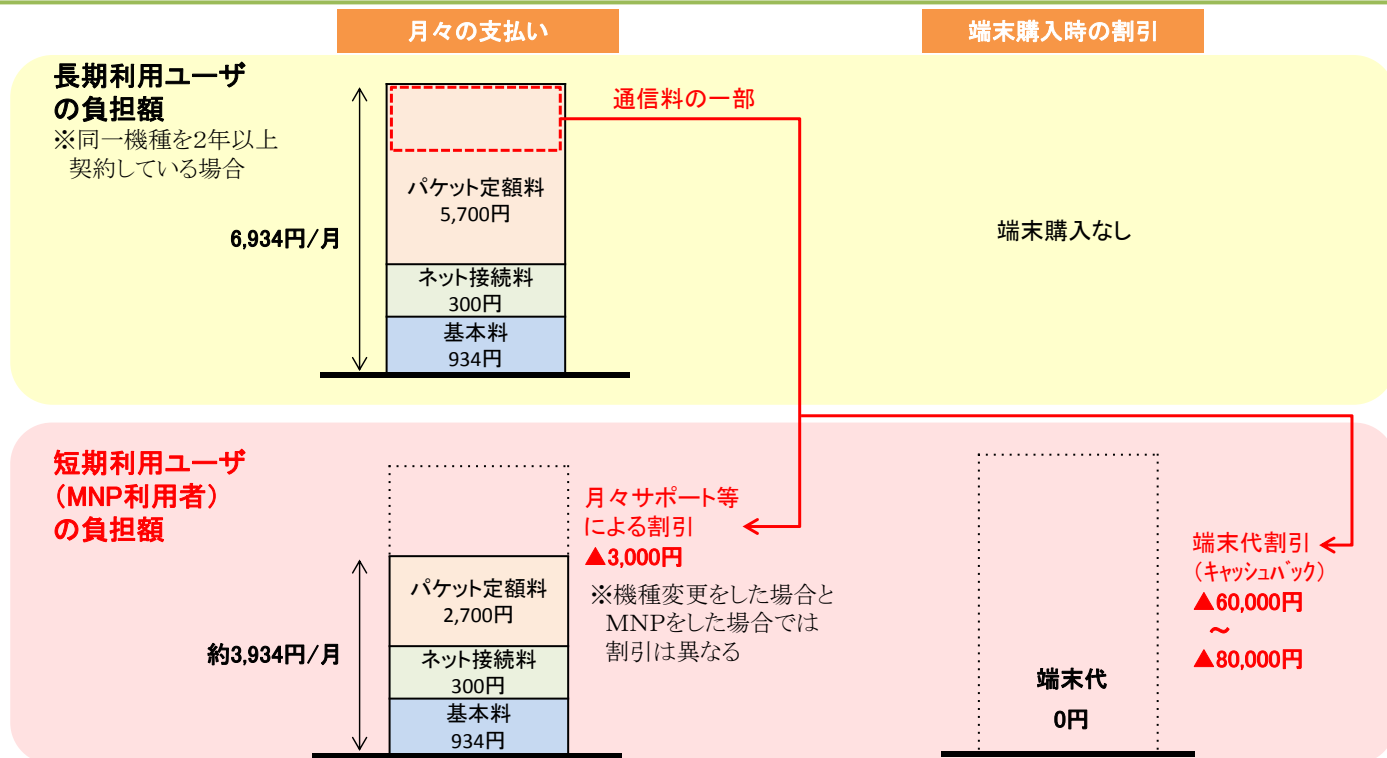 月々の支払い
端末購入時の割引
長期利用ユーザ
の負担額
※同一機種を2年以上
契約している場合
通信料の一部
パケット定額料
5,700円
6,934円/月
ネット接続料
300円
基本料
934円
端末購入なし
短期利用ユーザ
(MNP利用者)
の負担額
月々サポート等
による割引
▲3,000円
※機種変更をした場合と
MNPをした場合では
割引は異なる
パケット定額料
2,700円
約3,934円/月
ネット接続料
300円
基本料
934円
端末代割引
(キャッシュバック)
▲60,000円
~
▲80,000円
端末代
0円